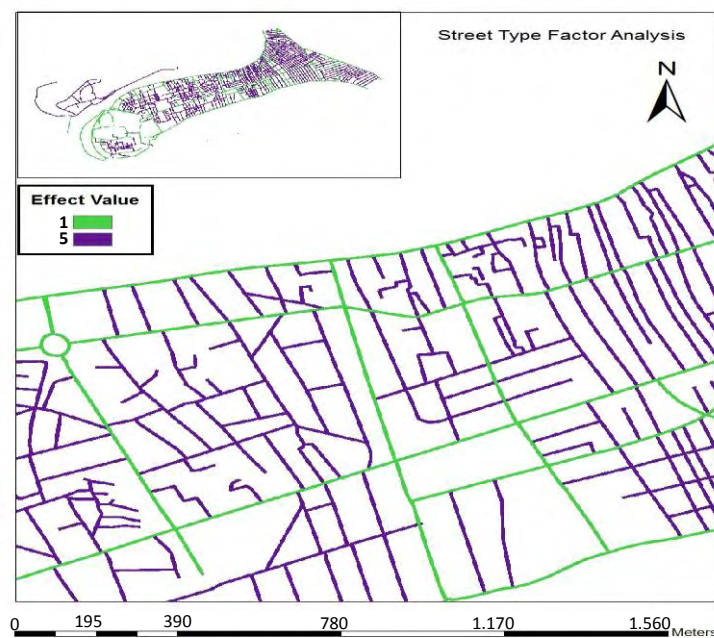 Street Type Factor Analysis
N
Effect Value
1
5
0 195 390 780 1.170 1.560
Meters